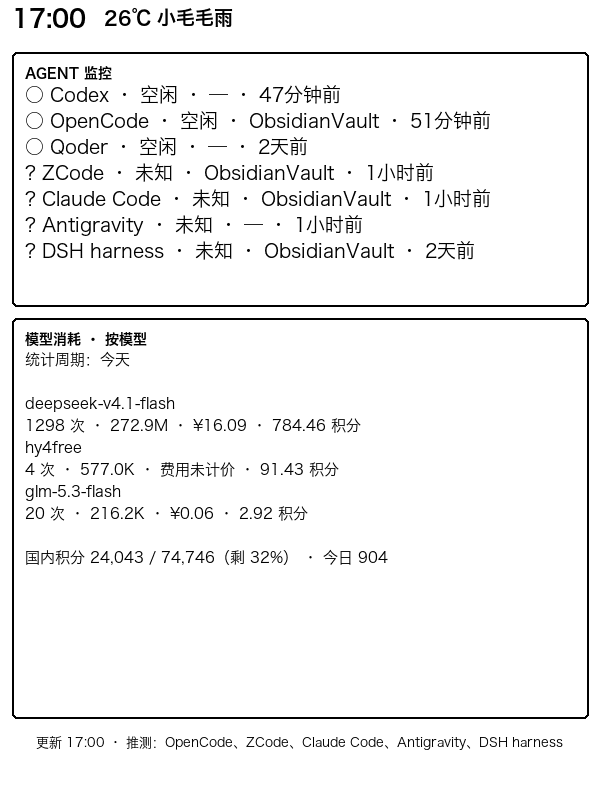 17:00 26℃ 小毛毛雨
AGENT 监控
○ Codex · 空闲 · — · 47分钟前
○ OpenCode · 空闲 · ObsidianVault · 51分钟前
○ Qoder · 空闲 · — · 2天前
? ZCode · 未知 · ObsidianVault · 1小时前
? Claude Code · 未知 · ObsidianVault · 1小时前
? Antigravity · 未知 · — · 1小时前
? DSH harness · 未知 · ObsidianVault · 2天前
模型消耗 · 按模型
统计周期：今天
deepseek-v4.1-flash
1298 次 · 272.9M · ¥16.09 · 784.46 积分
hy4free
4 次 · 577.0K · 费用未计价 · 91.43 积分
glm-5.3-flash
20 次 · 216.2K · ¥0.06 · 2.92 积分
国内积分 24,043 / 74,746（剩 32%） · 今日 904
更新 17:00 · 推测：OpenCode、ZCode、Claude Code、Antigravity、DSH harness